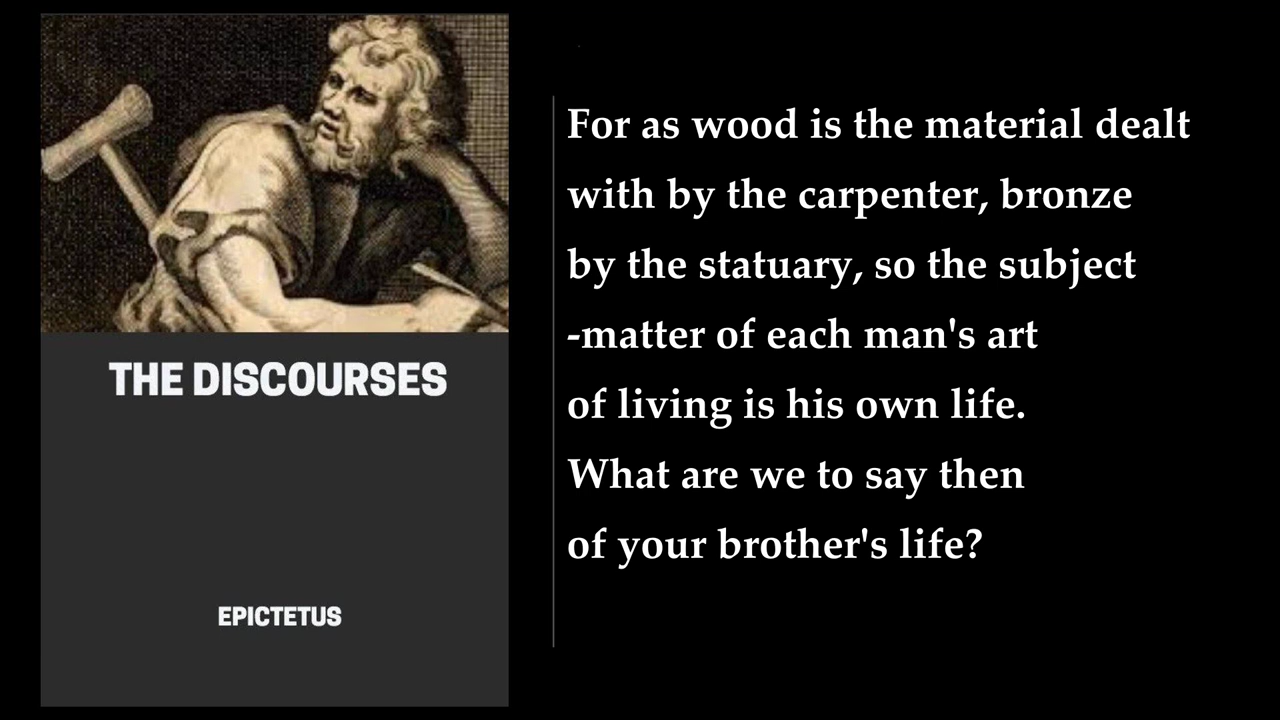 THE DISCOURSES
EPICTETUS
For as wood is the material dealt
with by the carpenter, bronze
by the statuary, so the subject
-matter of each man's art
of living is his own life.
What are we to say then
of your brother's life?